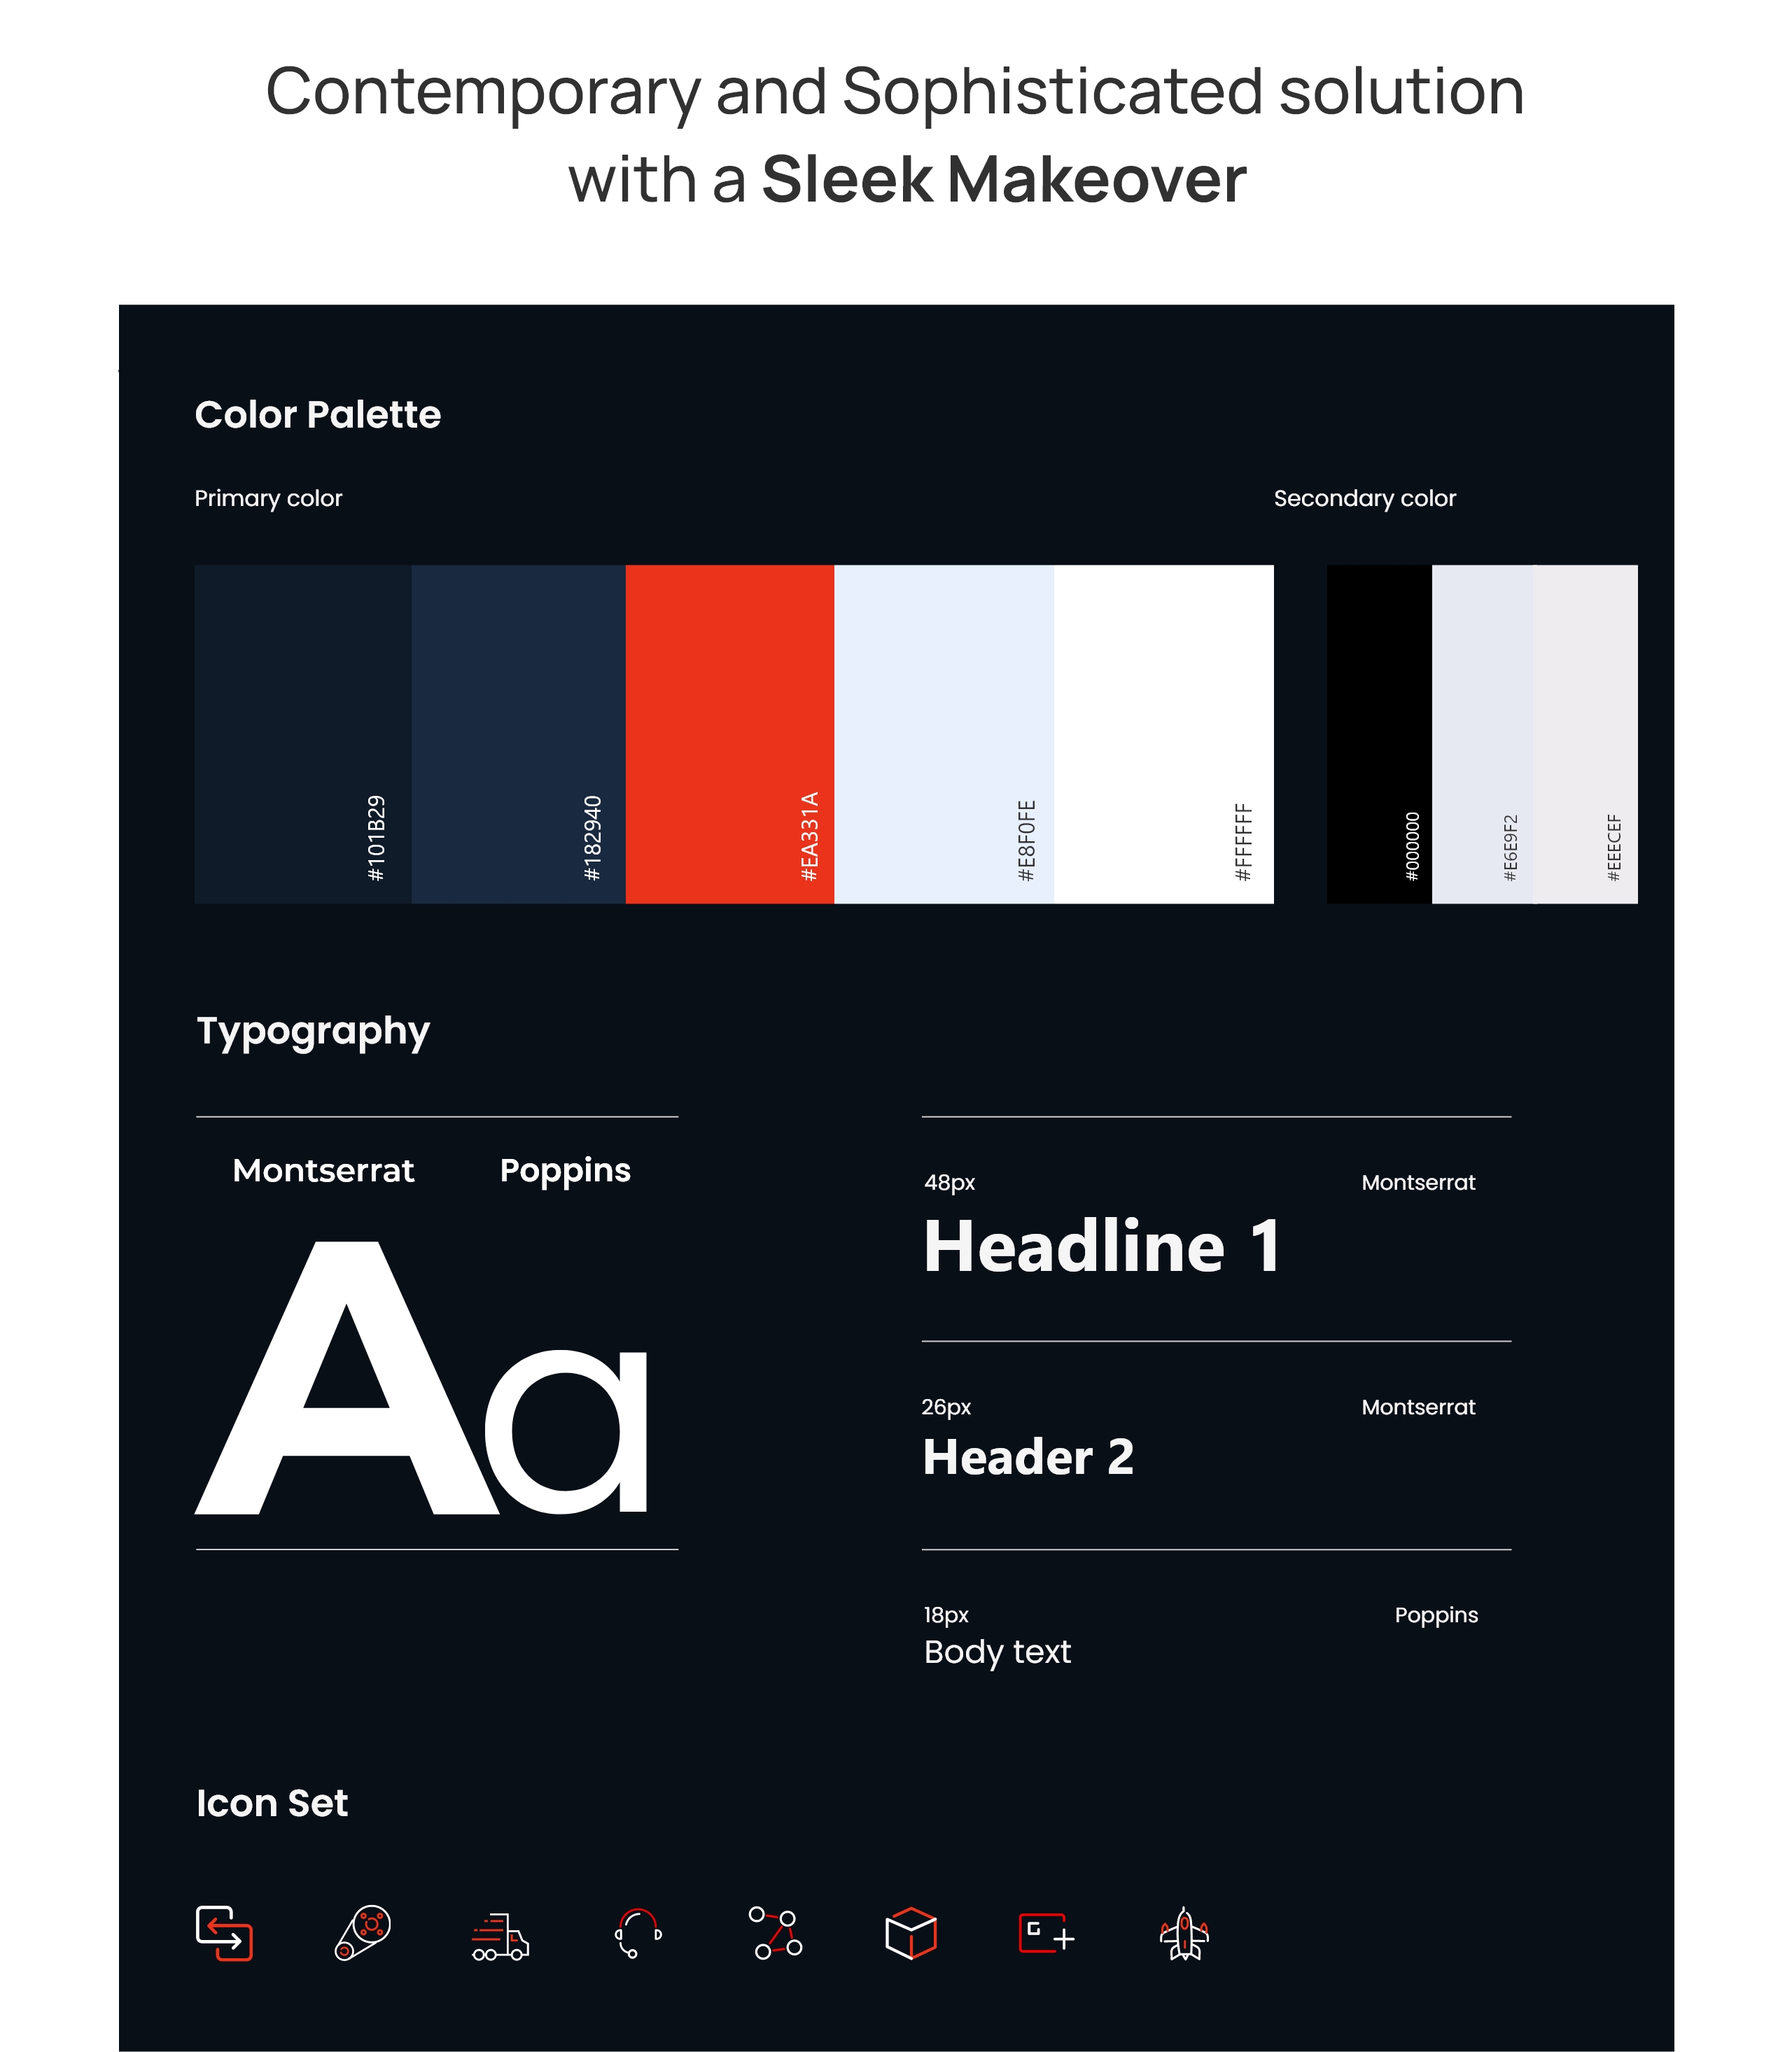 Contemporary and Sophisticated solution
with a Sleek Makeover
Color Palette
Primary color
Secondary color
#101B29
#182940
#EA331A
#E8F0FE
#FFFFFF
#000000
#E6E9F2
#EEECEF
Typography
Montserrat
Poppins
Aa
48px
Montserrat
Headline 1
26px
Montserrat
Header 2
18px
Poppins
Body text
Icon Set